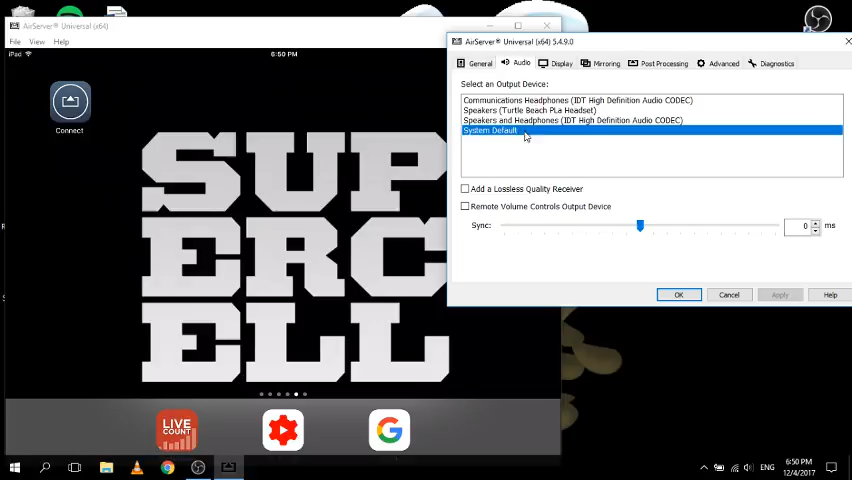 AirServer® Universal (x64)
File View Help
iPad
6:50 PM
Connect
SUP
ERC
ELL
LIVE
COUNT
AirServer® Universal (x64) 5.4.9.0
General Audio Display Mirroring Post Processing Advanced Diagnostics
Select an Output Device:
Communications Headphones (IDT High Definition Audio CODEC)
Speakers (Turtle Beach PLa Headset)
Speakers and Headphones (IDT High Definition Audio CODEC)
System Default
Add a Lossless Quality Receiver
Remote Volume Controls Output Device
Sync:
0 ms
OK Cancel Apply Help
ENG
6:50 PM
12/4/2017